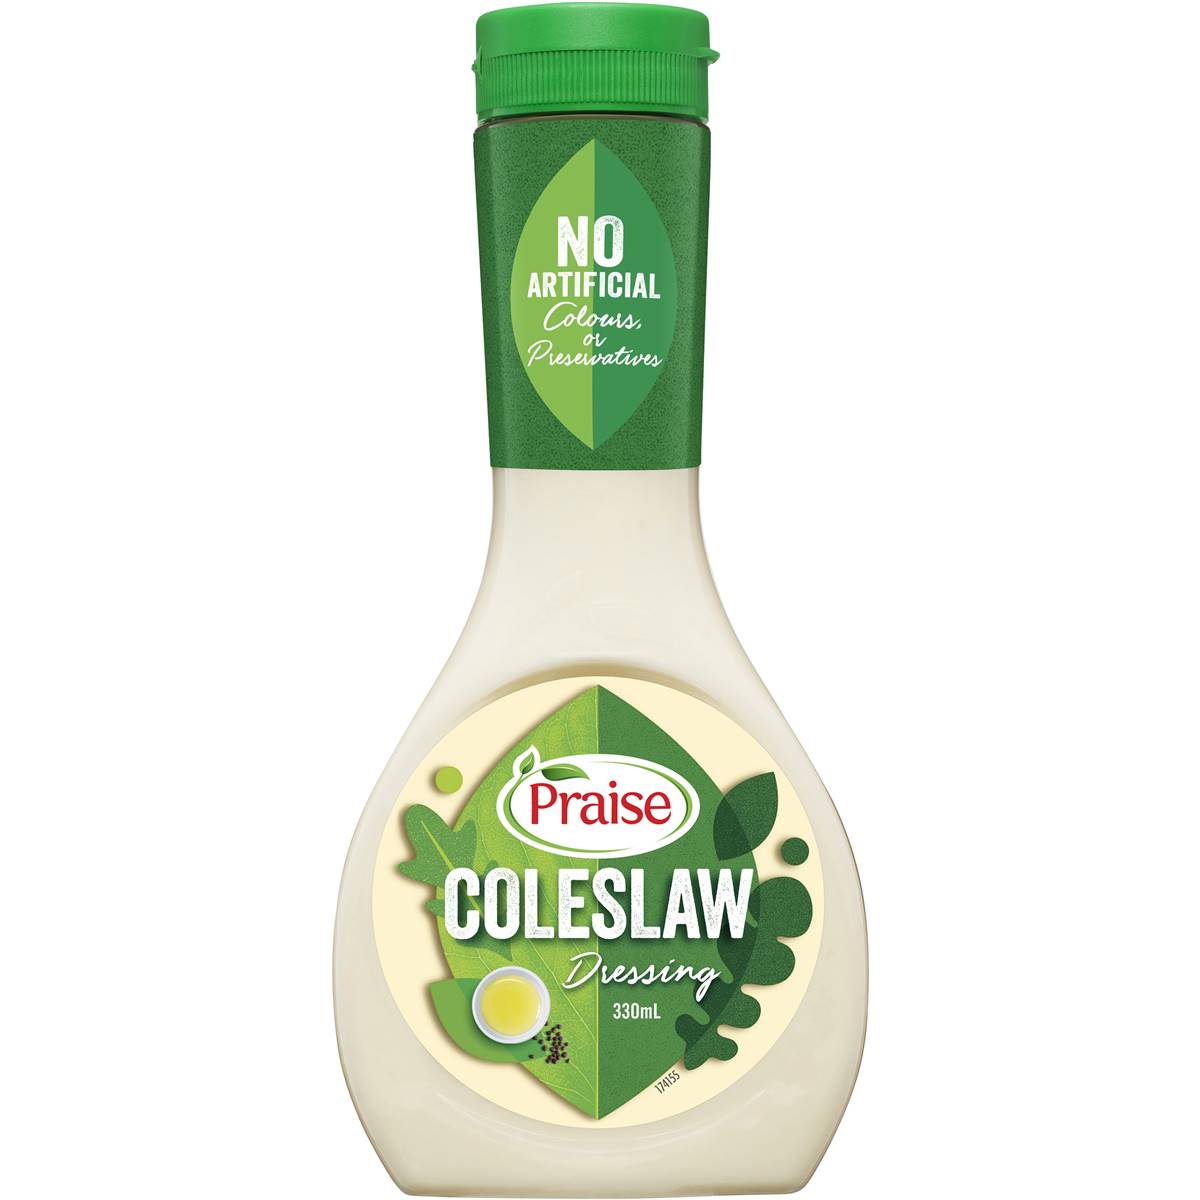 NO
ARTIFICIAL
Colours,
or
Preservatives
Praise
COLESLAW
Dressing
330mL
174155